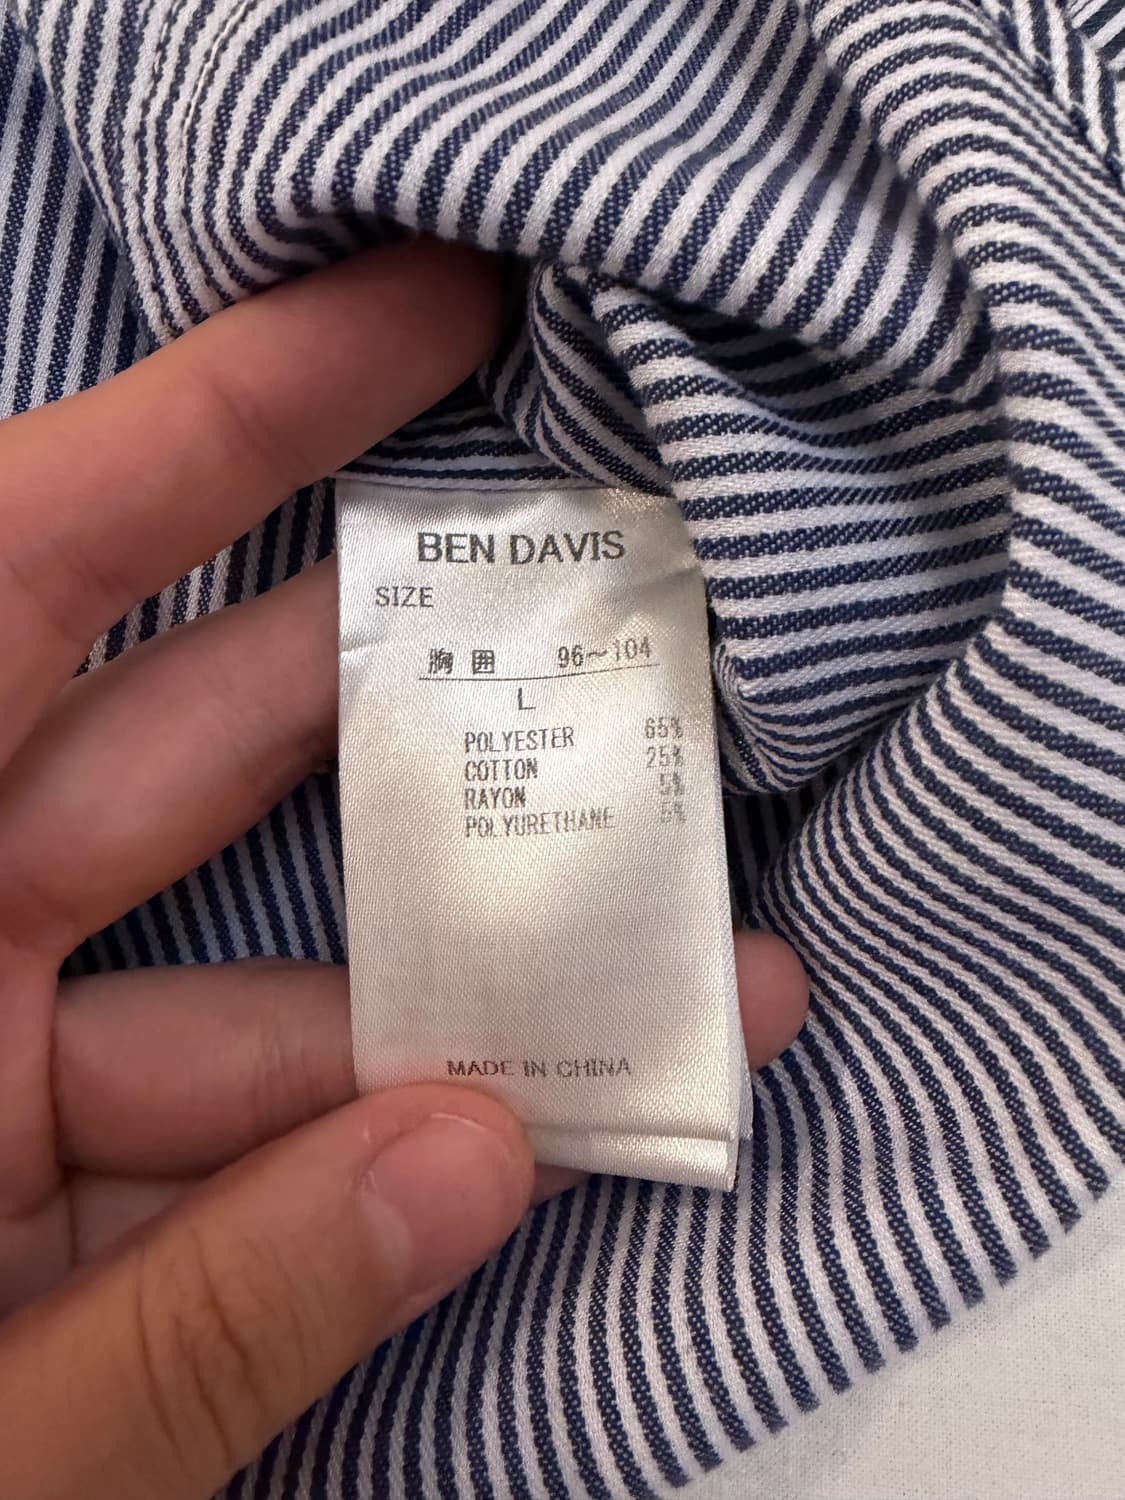 BEN DAVIS
SIZE
胸囲 96～104
L
POLYESTER 65%
COTTON 25%
RAYON 5%
POLYURETHANE 5%
MADE IN CHINA